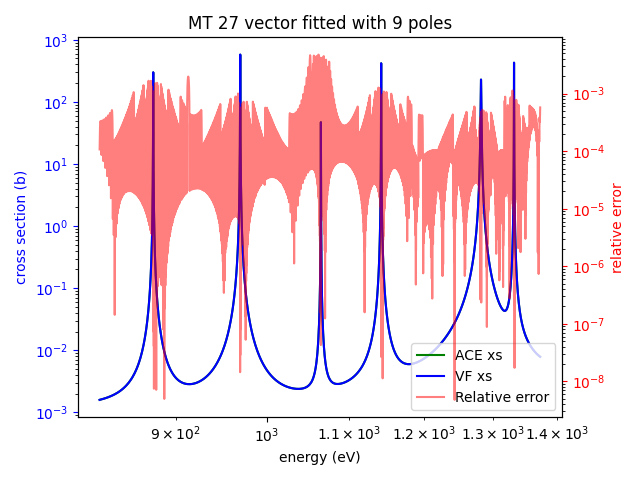 MT 27 vector fitted with 9 poles
10³
10²
10¹
10⁰
10⁻¹
10⁻²
10⁻³
cross section (b)
10⁻³
10⁻⁴
10⁻⁵
10⁻⁶
10⁻⁷
10⁻⁸
relative error
ACE xs
VF xs
Relative error
9 × 10²
10³
1.1 × 10³
1.2 × 10³
1.3 × 10³
1.4 × 10³
energy (eV)